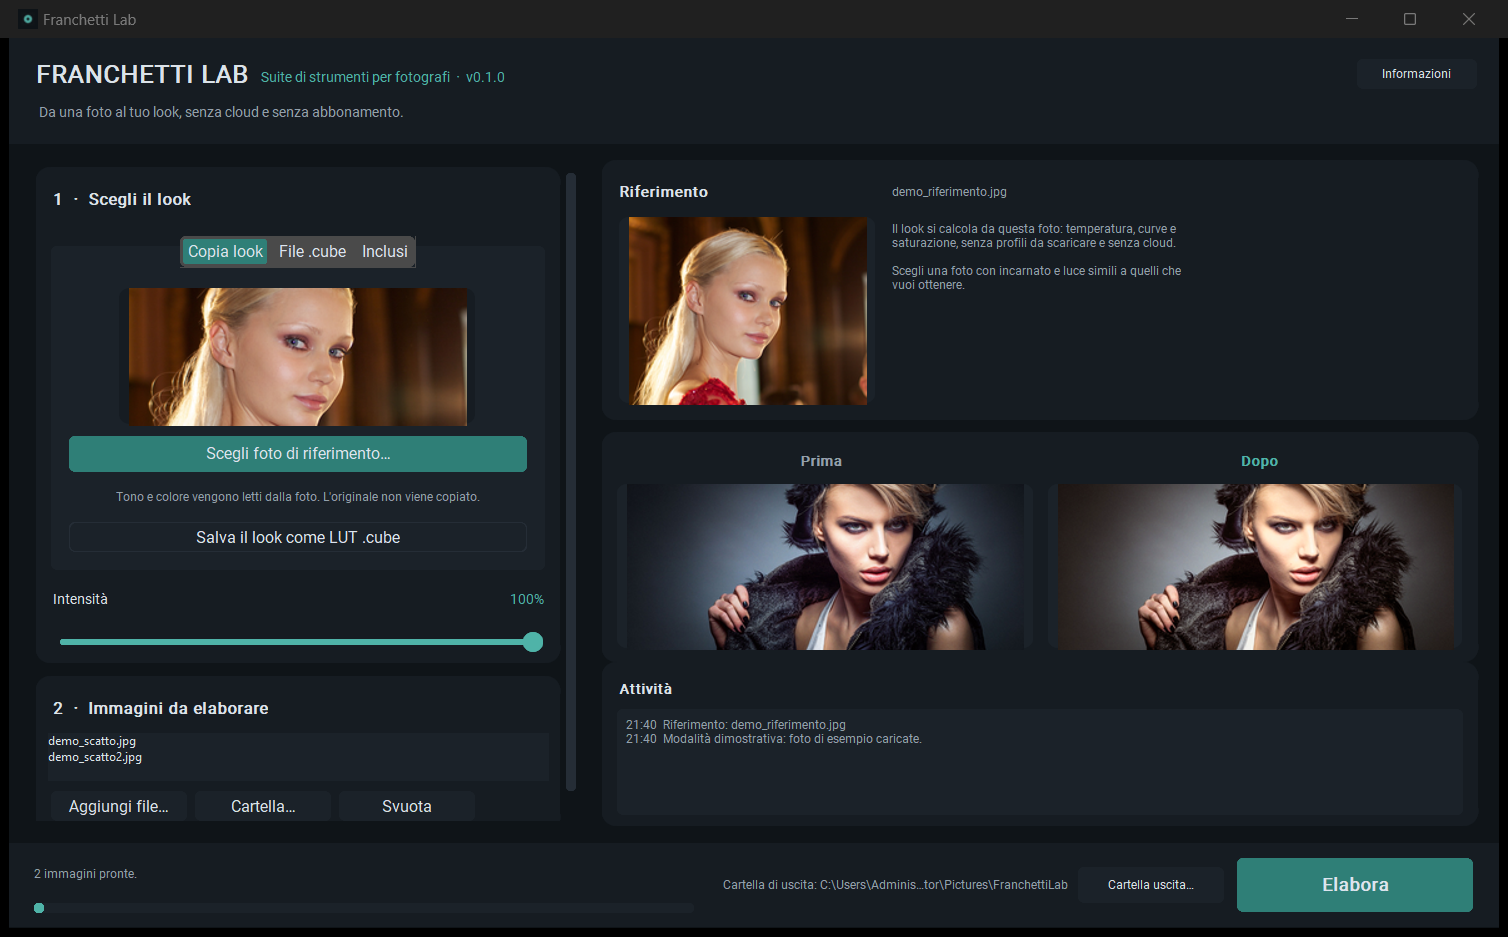 Franchetti Lab
FRANCHETTI LAB Suite di strumenti per fotografi · v0.1.0
Informazioni
Da una foto al tuo look, senza cloud e senza abbonamento.
1 · Scegli il look
Copia look File .cube Inclusi
Scegli foto di riferimento...
Tono e colore vengono letti dalla foto. L'originale non viene copiato.
Salva il look come LUT .cube
Intensità 100%
2 · Immagini da elaborare
demo_scatto.jpg
demo_scatto2.jpg
Aggiungi file... Cartella... Svuota
Riferimento demo_riferimento.jpg
Il look si calcola da questa foto: temperatura, curve e
saturazione, senza profili da scaricare e senza cloud.
Scegli una foto con incarnato e luce simili a quelli che
vuoi ottenere.
Prima Dopo
Attività
21:40 Riferimento: demo_riferimento.jpg
21:40 Modalità dimostrativa: foto di esempio caricate.
2 immagini pronte.
Cartella di uscita: C:\Users\Adminis...tor\Pictures\FranchettiLab
Cartella uscita...
Elabora